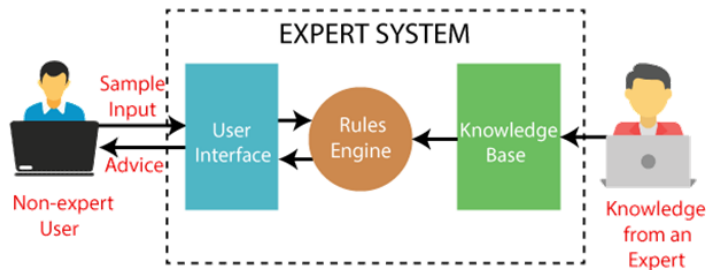 EXPERT SYSTEM
Sample
Input
Advice
Non-expert
User
User
Interface
Rules
Engine
Knowledge
Base
Knowledge
from an
Expert